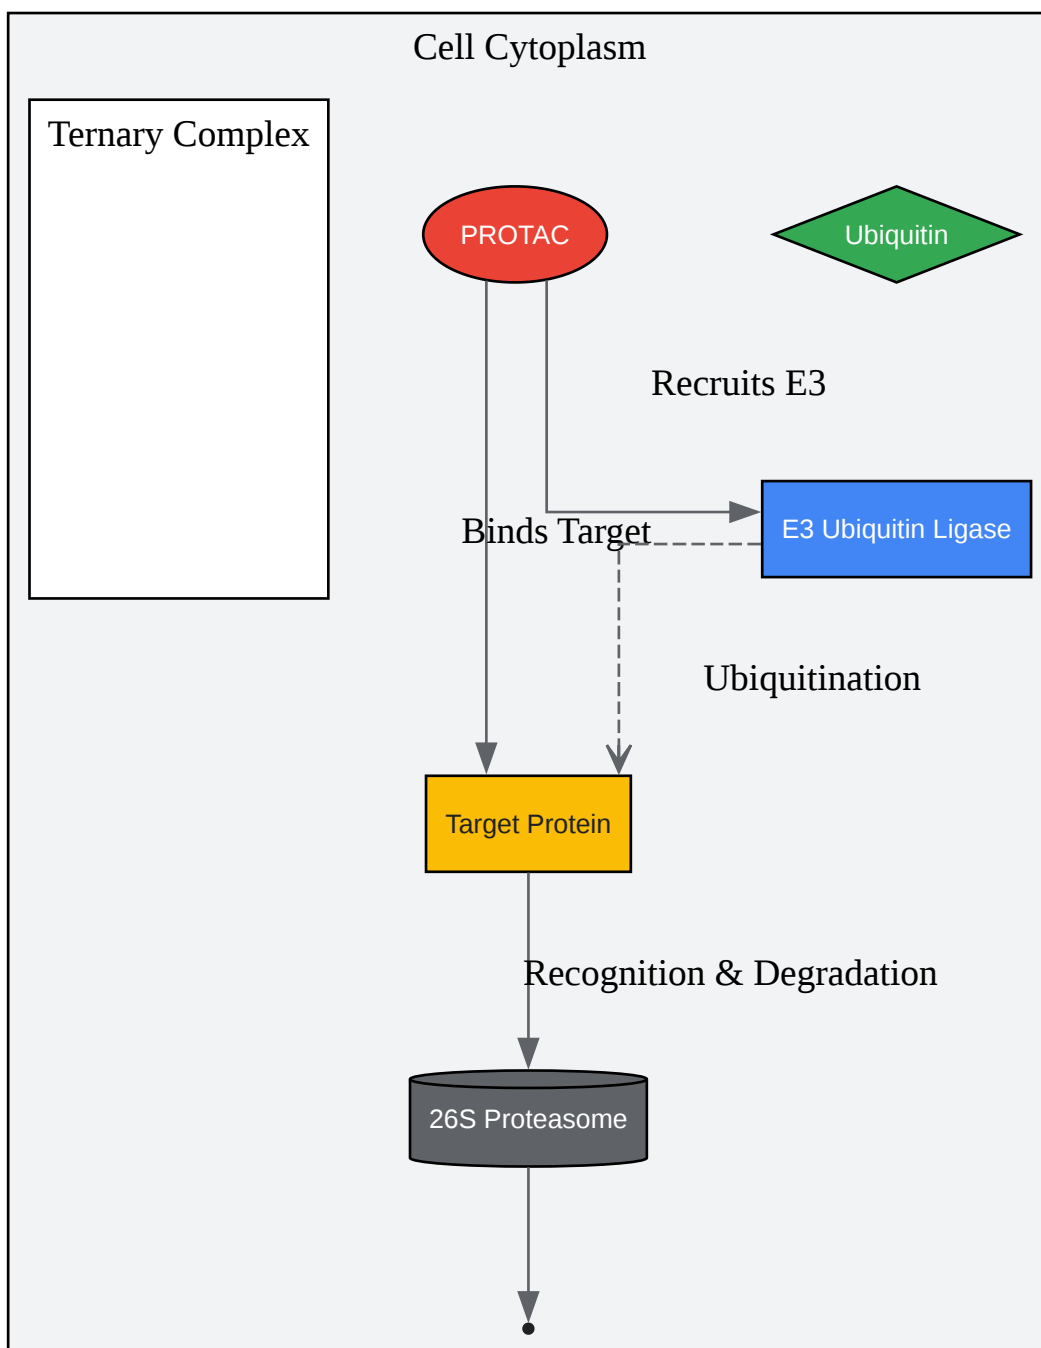 Cell Cytoplasm
Ternary Complex
PROTAC
Ubiquitin
Recruits E3
Binds Target
E3 Ubiquitin Ligase
Ubiquitination
Target Protein
Recognition & Degradation
26S Proteasome